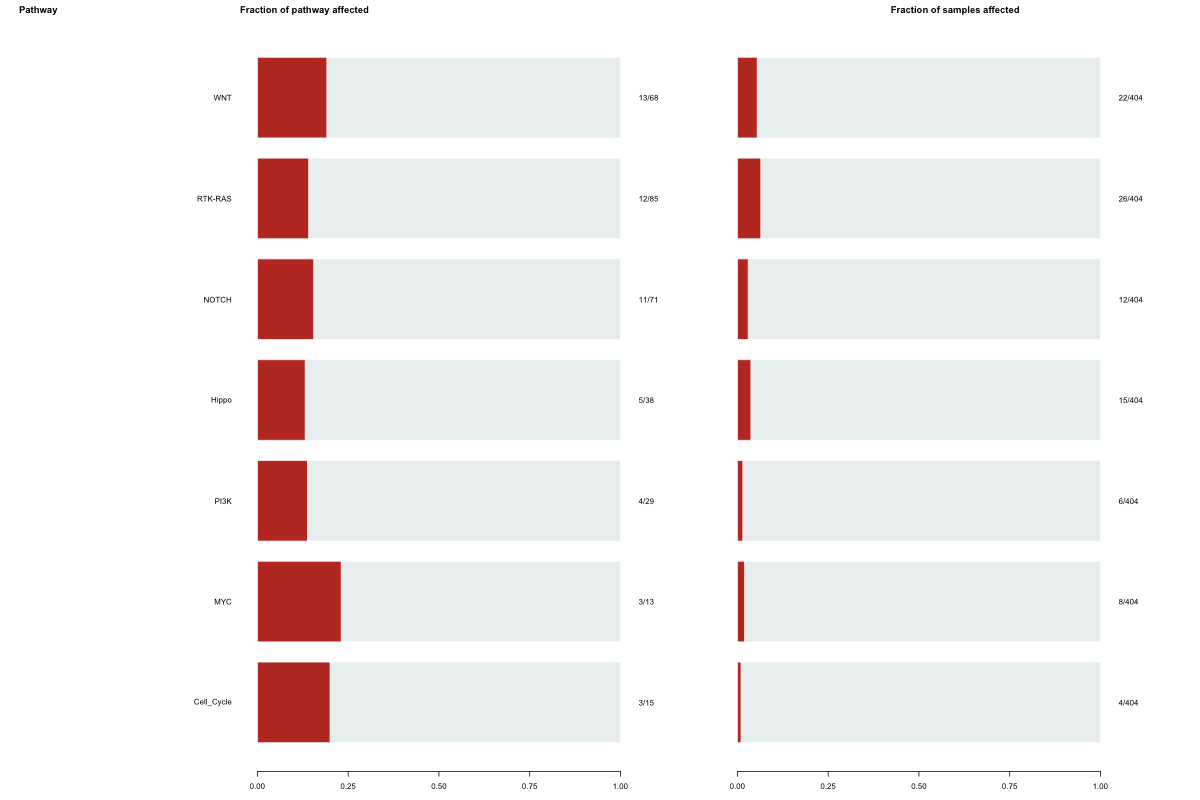 Pathway Fraction of pathway affected Fraction of samples affected
WNT 13/68 22/404
RTK-RAS 12/85 26/404
NOTCH 11/71 12/404
Hippo 5/38 15/404
PI3K 4/29 6/404
MYC 3/13 8/404
Cell_Cycle 3/15 4/404
0.00 0.25 0.50 0.75 1.00 0.00 0.25 0.50 0.75 1.00